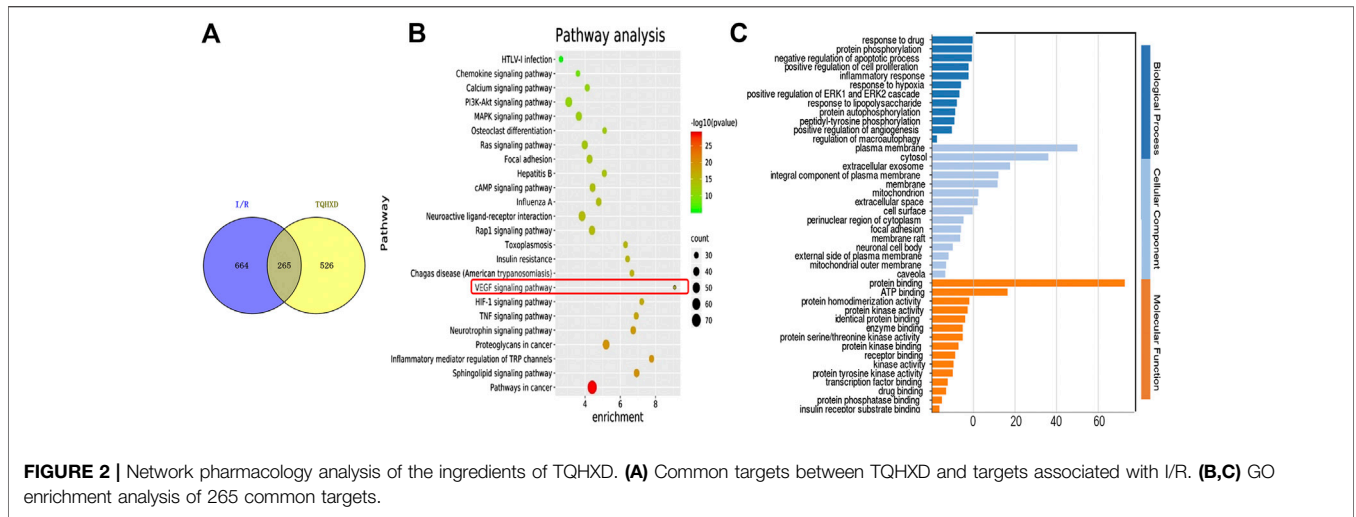 A
I/R
TQHXD
664
265
526
B
Pathway analysis
Pathway
HTLV-I infection
Chemokine signaling pathway
Calcium signaling pathway
PI3K-Akt signaling pathway
MAPK signaling pathway
Osteoclast differentiation
Ras signaling pathway
Focal adhesion
Hepatitis B
cAMP signaling pathway
Influenza A
Neuroactive ligand-receptor interaction
Rap1 signaling pathway
Toxoplasmosis
Insulin resistance
Chagas disease (American trypanosomiasis)
VEGF signaling pathway
HIF-1 signaling pathway
TNF signaling pathway
Neurotrophin signaling pathway
Proteoglycans in cancer
Inflammatory mediator regulation of TRP channels
Sphingolipid signaling pathway
Pathways in cancer
4 6 8
enrichment
-log10(pvalue)
25
20
15
10
count
30
40
50
60
70
C
response to drug
protein phosphorylation
negative regulation of apoptotic process
positive regulation of cell proliferation
inflammatory response
response to hypoxia
positive regulation of ERK1 and ERK2 cascade
response to lipopolysaccharide
protein autophosphorylation
peptidyl-tyrosine phosphorylation
positive regulation of angiogenesis
regulation of macroautophagy
plasma membrane
cytosol
extracellular exosome
integral component of plasma membrane
membrane
mitochondrion
extracellular space
cell surface
perinuclear region of cytoplasm
focal adhesion
membrane raft
neuronal cell body
external side of plasma membrane
mitochondrial outer membrane
caveola
protein binding
ATP binding
protein homodimerization activity
protein kinase activity
identical protein binding
enzyme binding
protein serine/threonine kinase activity
protein kinase binding
receptor binding
kinase activity
protein tyrosine kinase activity
transcription factor binding
drug binding
protein phosphatase binding
insulin receptor substrate binding
0 20 40 60
Biological Process
Cellular Component
Molecular Function
FIGURE 2 | Network pharmacology analysis of the ingredients of TQHXD. (A) Common targets between TQHXD and targets associated with I/R. (B,C) GO
enrichment analysis of 265 common targets.